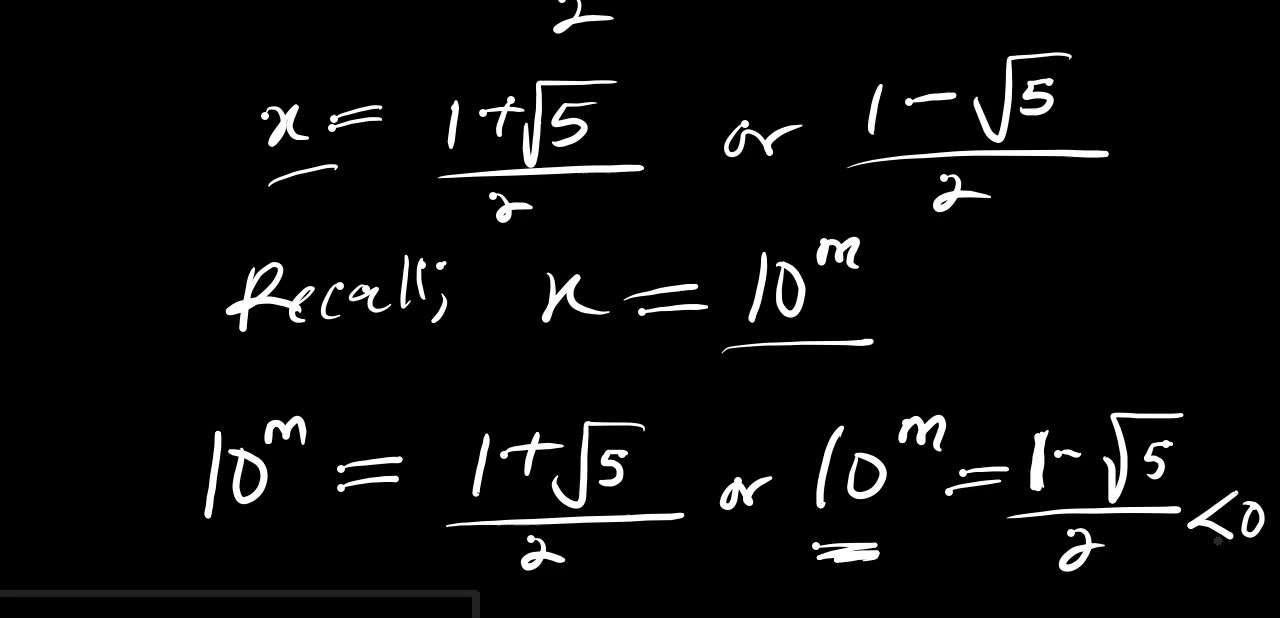 2
x = (1+√5)/2 or (1-√5)/2
Recall; x = 10^m
10^m = (1+√5)/2 or 10^m = (1-√5)/2 <0